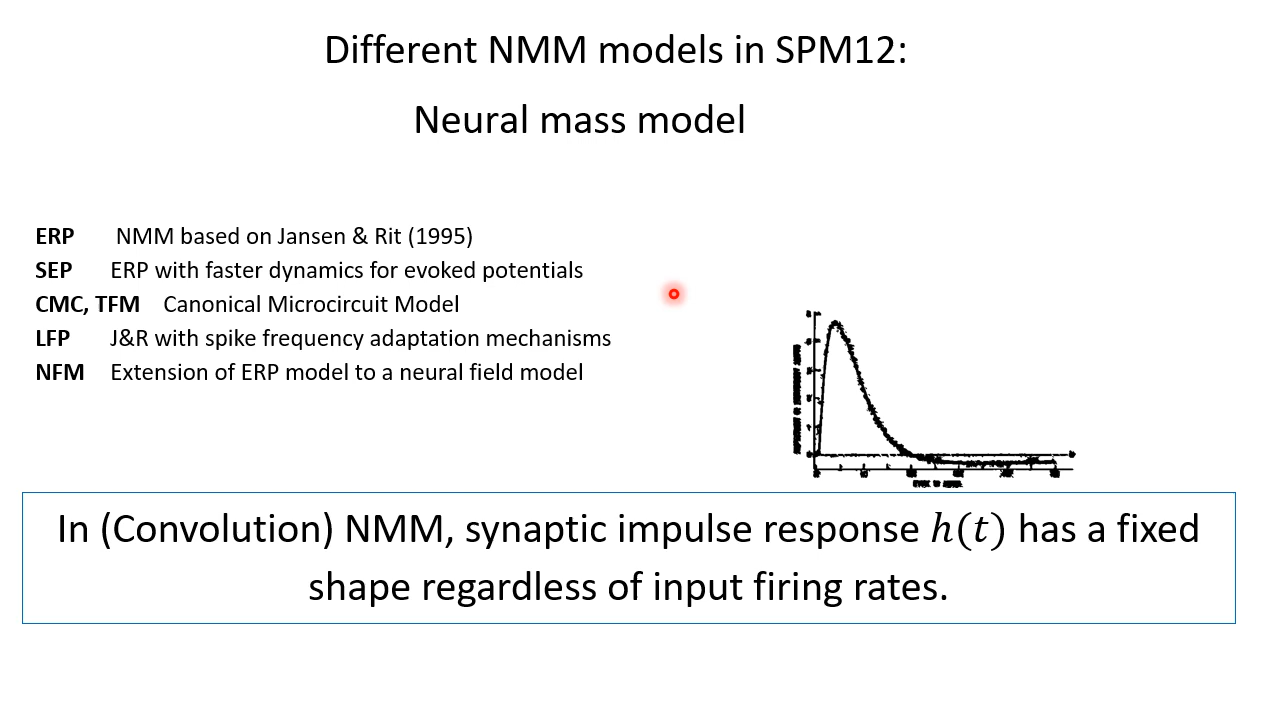 Different NMM models in SPM12:
Neural mass model
ERP NMM based on Jansen & Rit (1995)
SEP ERP with faster dynamics for evoked potentials
CMC, TFM Canonical Microcircuit Model
LFP J&R with spike frequency adaptation mechanisms
NFM Extension of ERP model to a neural field model
In (Convolution) NMM, synaptic impulse response h(t) has a fixed
shape regardless of input firing rates.